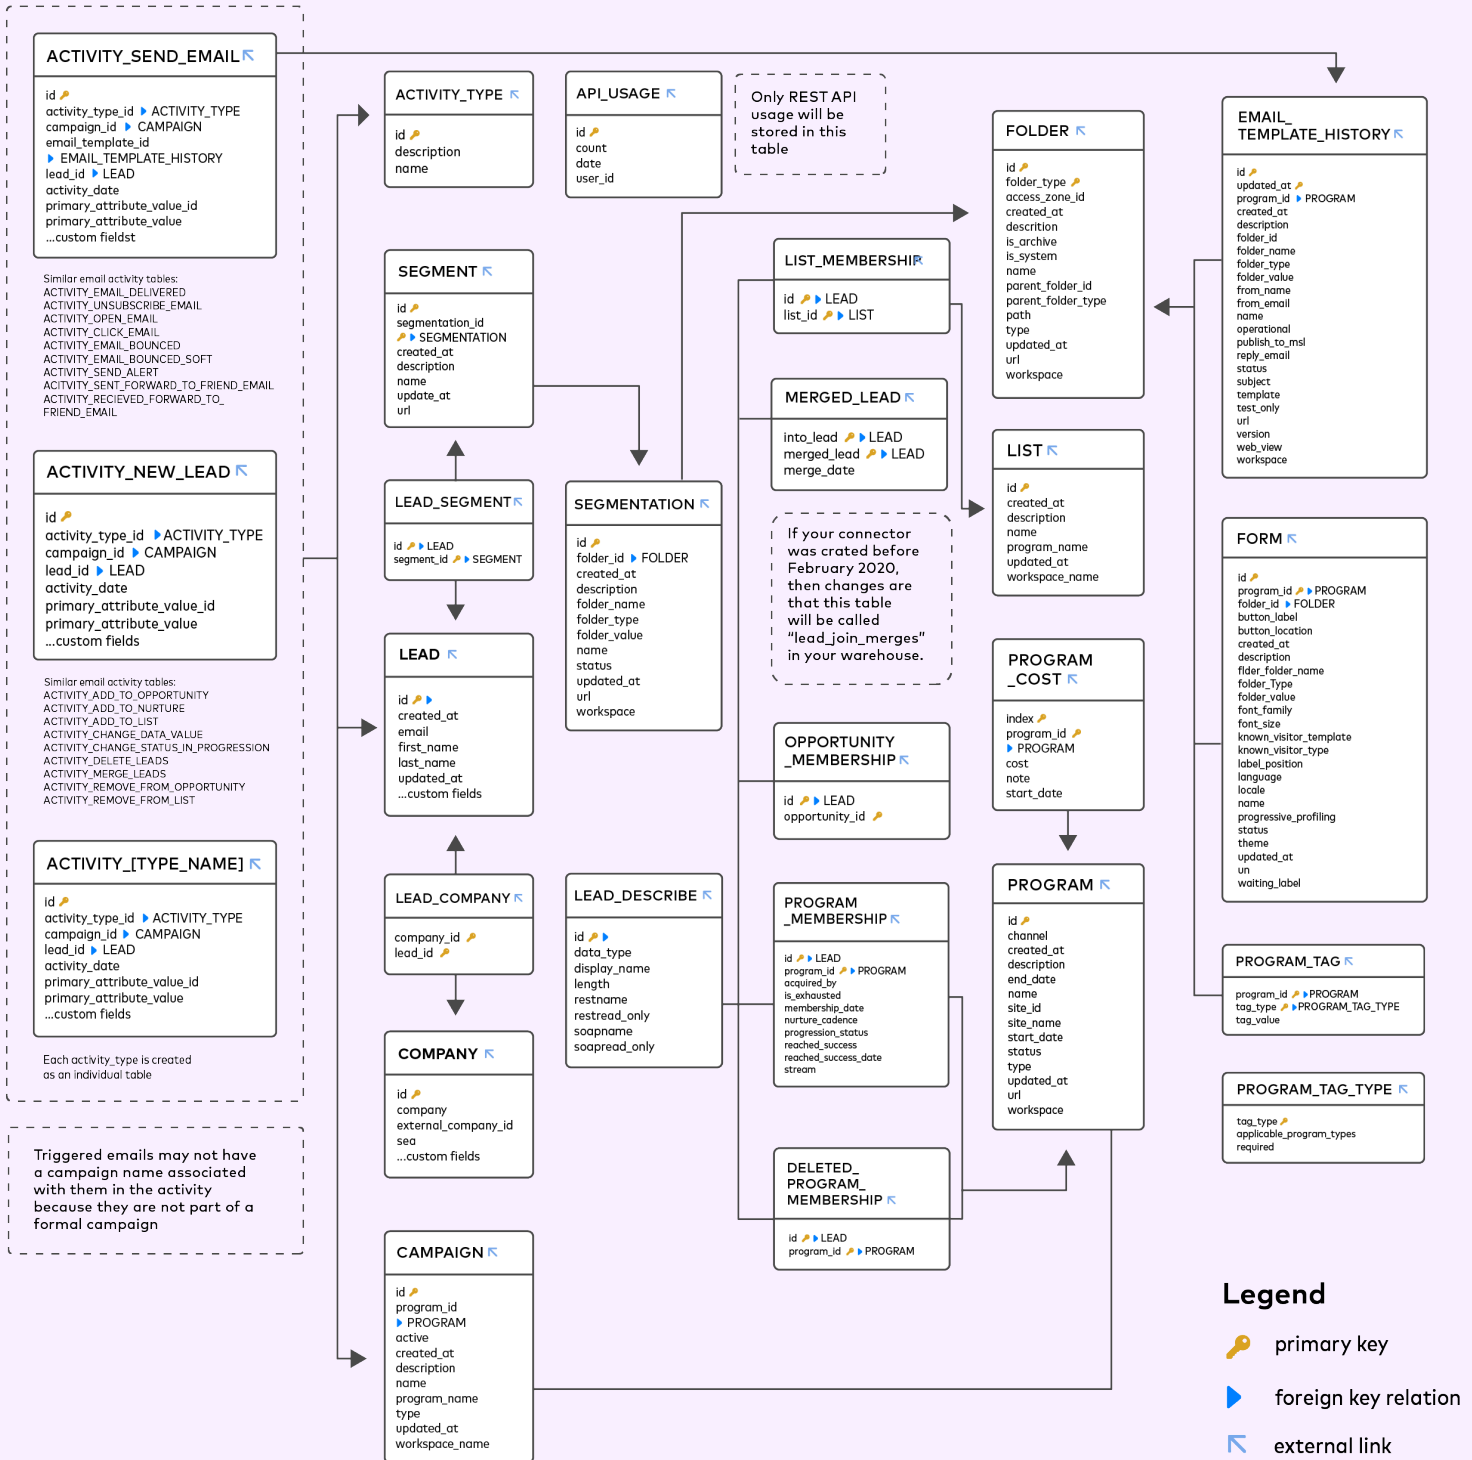 ACTIVITY_SEND_EMAIL
id
activity_type_id ACTIVITY_TYPE
campaign_id CAMPAIGN
email_template_id
EMAIL_TEMPLATE_HISTORY
lead_id LEAD
activity_date
primary_attribute_value_id
primary_attribute_value
...custom fieldst
Similar email activity tables:
ACTIVITY_EMAIL_DELIVERED
ACTIVITY_UNSUBSCRIBE_EMAIL
ACTIVITY_OPEN_EMAIL
ACTIVITY_CLICK_EMAIL
ACTIVITY_EMAIL_BOUNCED
ACTIVITY_EMAIL_BOUNCED_SOFT
ACTIVITY_SEND_ALERT
ACTIVITY_SENT_FORWARD_TO_FRIEND_EMAIL
ACTIVITY_RECIEVED_FORWARD_TO_
FRIEND_EMAIL
ACTIVITY_NEW_LEAD
id
activity_type_id ACTIVITY_TYPE
campaign_id CAMPAIGN
lead_id LEAD
activity_date
primary_attribute_value_id
primary_attribute_value
...custom fields
Similar email activity tables:
ACTIVITY_ADD_TO_OPPORTUNITY
ACTIVITY_ADD_TO_NURTURE
ACTIVITY_ADD_TO_LIST
ACTIVITY_CHANGE_DATA_VALUE
ACTIVITY_CHANGE_STATUS_IN_PROGRESSION
ACTIVITY_DELETE_LEADS
ACTIVITY_MERGE_LEADS
ACTIVITY_REMOVE_FROM_OPPORTUNITY
ACTIVITY_REMOVE_FROM_LIST
ACTIVITY_[TYPE_NAME]
id
activity_type_id ACTIVITY_TYPE
campaign_id CAMPAIGN
lead_id LEAD
activity_date
primary_attribute_value_id
primary_attribute_value
...custom fields
Each activity_type is created
as an individual table
Triggered emails may not have
a campaign name associated
with them in the activity
because they are not part of a
formal campaign
ACTIVITY_TYPE
id
description
name
SEGMENT
id
segmentation_id
SEGMENTATION
created_at
description
name
update_at
url
LEAD_SEGMENT
id LEAD
segment_id SEGMENT
LEAD
id
created_at
email
first_name
last_name
updated_at
...custom fields
LEAD_COMPANY
company_id
lead_id
COMPANY
id
company
external_company_id
sea
...custom fields
CAMPAIGN
id
program_id
PROGRAM
active
created_at
description
name
program_name
type
updated_at
workspace_name
API_USAGE
id
count
date
user_id
Only REST API
usage will be
stored in this
table
SEGMENTATION
id
folder_id FOLDER
created_at
description
folder_name
folder_type
folder_value
name
status
updated_at
url
workspace
LEAD_DESCRIBE
id
data_type
display_name
length
restname
restread_only
soapname
soapread_only
LIST_MEMBERSHIP
id LEAD
list_id LIST
MERGED_LEAD
into_lead LEAD
merged_lead LEAD
merge_date
If your connector
was crated before
February 2020,
then changes are
that this table
will be called
“lead_join_merges”
in your warehouse.
OPPORTUNITY
_MEMBERSHIP
id LEAD
opportunity_id
PROGRAM
_MEMBERSHIP
id LEAD
program_id PROGRAM
acquired_by
is_exhausted
membership_date
nurture_cadence
progression_status
reached_success
reached_success_date
stream
DELETED_
PROGRAM_
MEMBERSHIP
id LEAD
program_id PROGRAM
FOLDER
id
folder_type
access_zone_id
created_at
descrition
is_archive
is_system
name
parent_folder_id
parent_folder_type
path
type
updated_at
url
workspace
LIST
id
created_at
description
name
program_name
updated_at
workspace_name
PROGRAM
_COST
index
program_id
PROGRAM
cost
note
start_date
PROGRAM
id
channel
created_at
description
end_date
name
site_id
site_name
start_date
status
type
updated_at
url
workspace
EMAIL_
TEMPLATE_HISTORY
id
updated_at
program_id PROGRAM
created_at
description
folder_id
folder_name
folder_type
folder_value
from_name
from_email
name
operational
publish_to_msl
reply_email
status
subject
template
test_only
url
version
web_view
workspace
FORM
id
program_id PROGRAM
folder_id FOLDER
button_label
button_location
created_at
description
flder_folder_name
folder_Type
folder_value
font_family
font_size
known_visitor_template
known_visitor_type
label_position
language
locale
name
progressive_profiling
status
theme
updated_at
un
waiting_label
PROGRAM_TAG
program_id PROGRAM
tag_type PROGRAM_TAG_TYPE
tag_value
PROGRAM_TAG_TYPE
tag_type
applicable_program_types
required
Legend
primary key
foreign key relation
external link